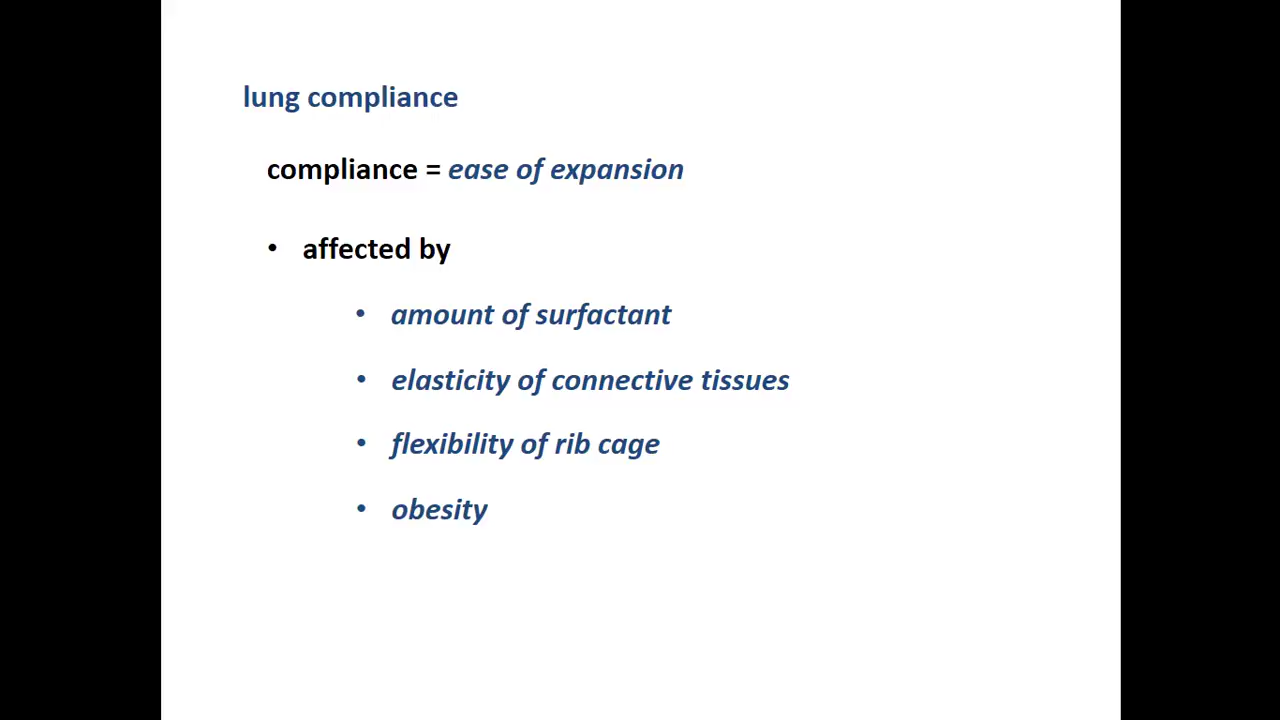 lung compliance
compliance = ease of expansion
• affected by
• amount of surfactant
• elasticity of connective tissues
• flexibility of rib cage
• obesity